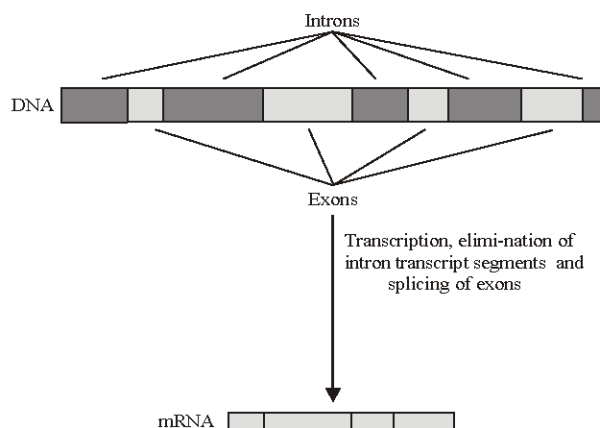 Introns
DNA
Exons
Transcription, elimi-nation of
intron transcript segments and
splicing of exons
mRNA